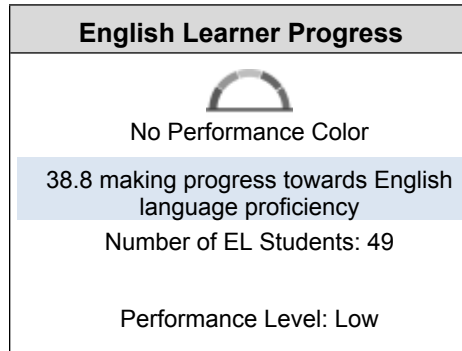 English Learner Progress
No Performance Color
38.8 making progress towards English
language proficiency
Number of EL Students: 49
Performance Level: Low